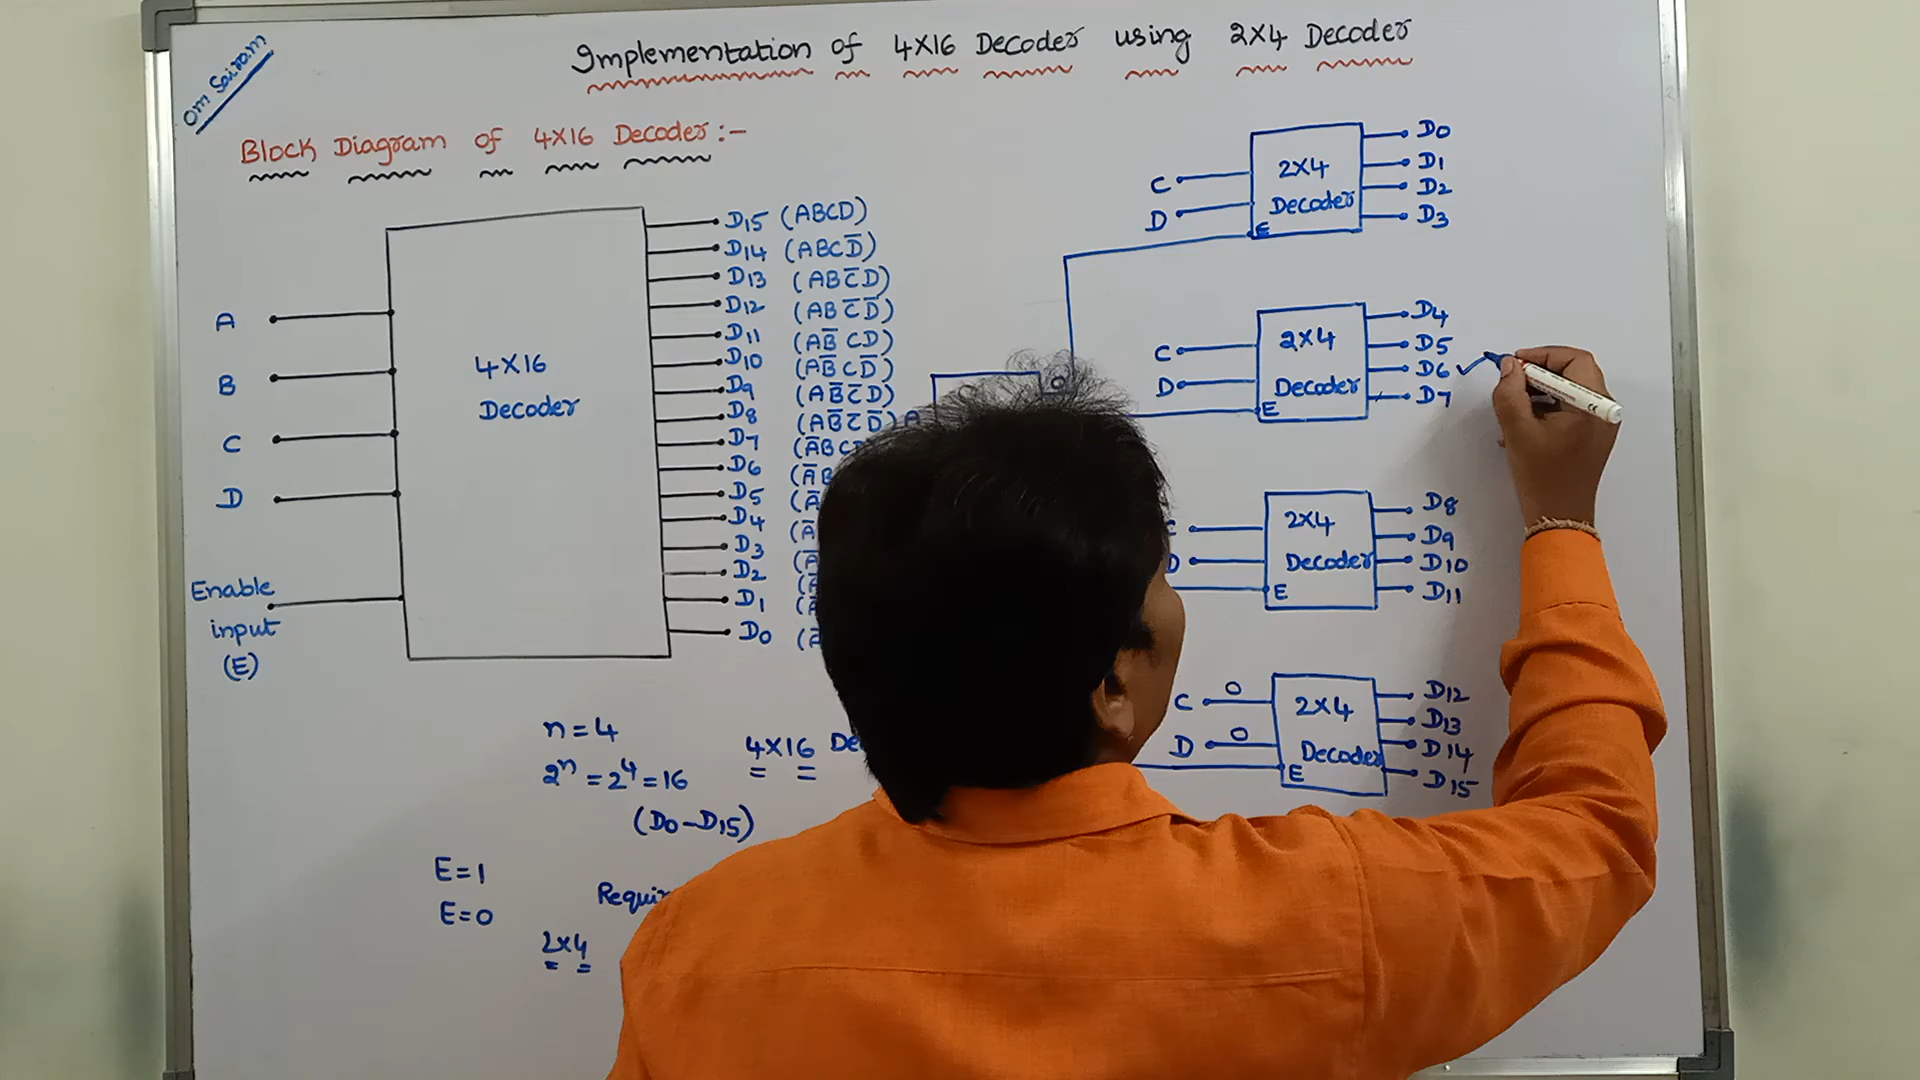 Om Sairam
Implementation of 4X16 Decoder using 2X4 Decoder
Block Diagram of 4X16 Decoder:-
A
B
C
D
Enable
input
(E)
4X16
Decoder
D15 (ABCD)
D14 (ABCD̅)
D13 (ABC̅D)
D12 (ABC̅D̅)
D11 (AB̅CD)
D10 (AB̅CD̅)
D9 (AB̅C̅D)
D8 (AB̅C̅D̅)
D7 (A̅BC
D6 (A̅
D5 (A̅
D4 (A̅
D3 (A̅
D2 (A̅
D1 (A̅
D0 (A̅
n=4
2ⁿ=2⁴=16
(D0-D15)
4X16
E=1
E=0
2x4
A
0
C
D
2X4
Decoder
E
D0
D1
D2
D3
C
D
2X4
Decoder
E
D4
D5
D6 ✓
D7
D
2X4
Decoder
E
D8
D9
D10
D11
C 0
D 0
2X4
Decoder
E
D12
D13
D14
D15